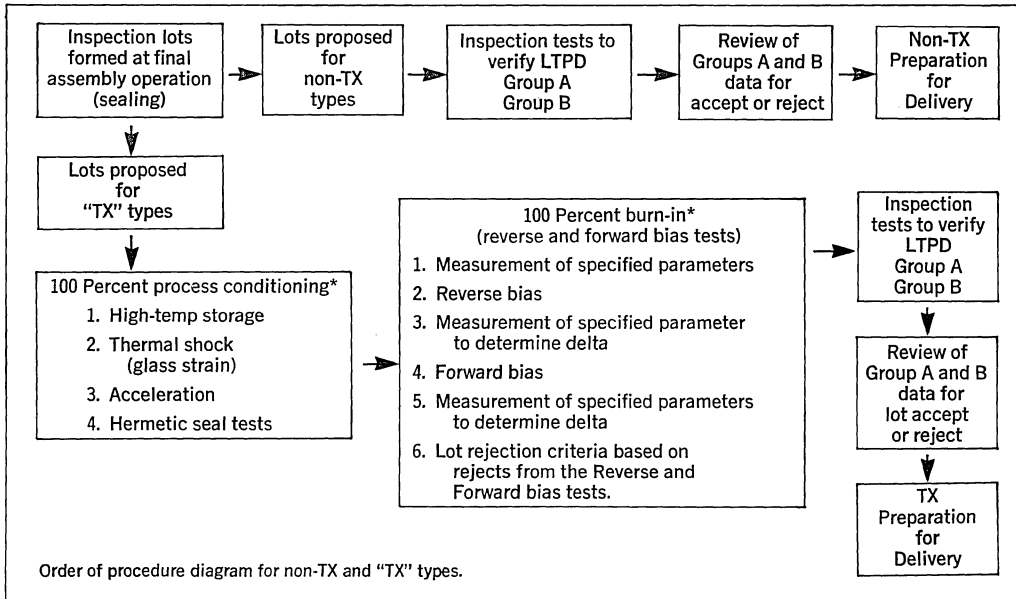 Inspection lots
formed at final
assembly operation
(sealing)
Lots proposed
for
non-TX
types
Inspection tests to
verify LTPD
Group A
Group B
Review of
Groups A and B
data for
accept or reject
Non-TX
Preparation
for
Delivery
Lots proposed
for
“TX” types
100 Percent process conditioning*
1. High-temp storage
2. Thermal shock
(glass strain)
3. Acceleration
4. Hermetic seal tests
100 Percent burn-in*
(reverse and forward bias tests)
1. Measurement of specified parameters
2. Reverse bias
3. Measurement of specified parameter
to determine delta
4. Forward bias
5. Measurement of specified parameters
to determine delta
6. Lot rejection criteria based on
rejects from the Reverse and
Forward bias tests.
Inspection
tests to verify
LTPD
Group A
Group B
Review of
Group A and B
data for
lot accept
or reject
TX
Preparation
for
Delivery
Order of procedure diagram for non-TX and “TX” types.